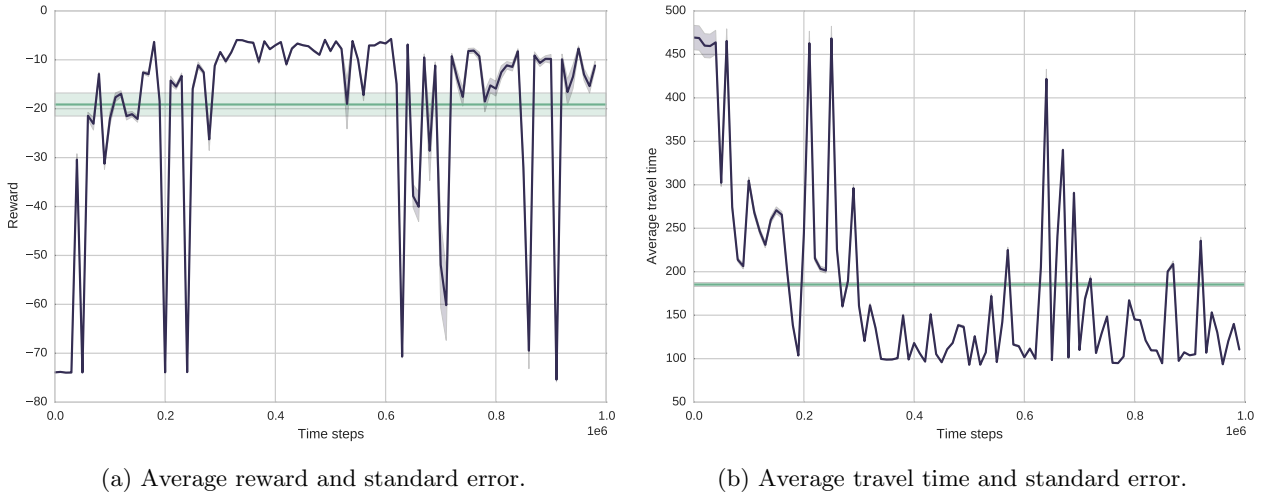 0
−10
−20
−30
−40
−50
−60
−70
−80
Reward
0.0 0.2 0.4 0.6 0.8 1.0
Time steps
1e6
500
450
400
350
300
250
200
150
100
50
Average travel time
0.0 0.2 0.4 0.6 0.8 1.0
Time steps
1e6
(a) Average reward and standard error.
(b) Average travel time and standard error.